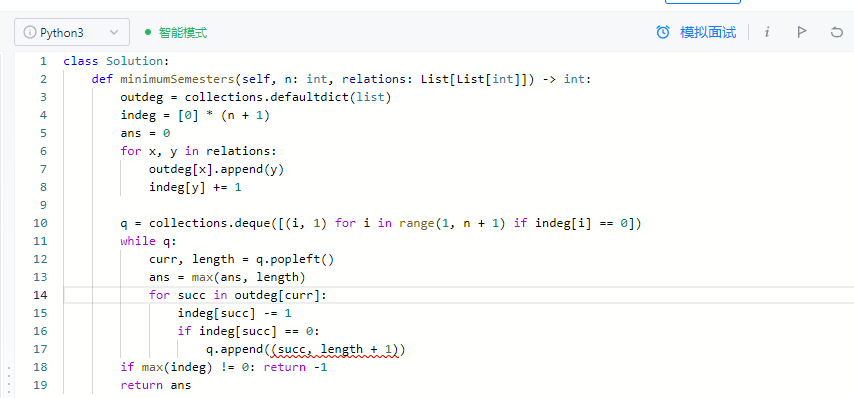 Python3 智能模式 模拟面试 i
1 class Solution:
2 def minimumSemesters(self, n: int, relations: List[List[int]]) -> int:
3 outdeg = collections.defaultdict(list)
4 indeg = [0] * (n + 1)
5 ans = 0
6 for x, y in relations:
7 outdeg[x].append(y)
8 indeg[y] += 1
9
10 q = collections.deque([(i, 1) for i in range(1, n + 1) if indeg[i] == 0])
11 while q:
12 curr, length = q.popleft()
13 ans = max(ans, length)
14 for succ in outdeg[curr]:
15 indeg[succ] -= 1
16 if indeg[succ] == 0:
17 q.append((succ, length + 1))
18 if max(indeg) != 0: return -1
19 return ans